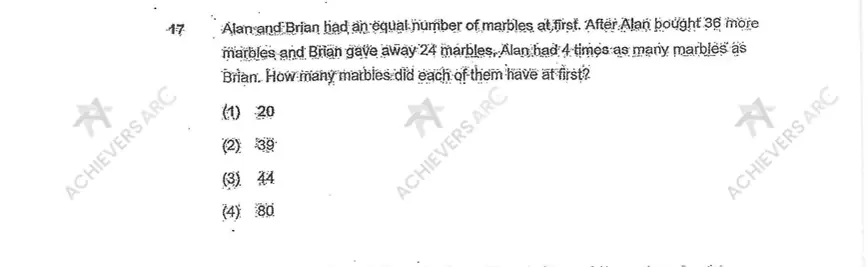 17 Alan and Brian had an equal number of marbles at first. After Alan bought 36 more
marbles and Brian gave away 24 marbles, Alan had 4 times as many marbles as
Brian. How many marbles did each of them have at first?
(1) 20
(2) 39
(3) 44
(4) 80
ACHIEVERS ARC
ACHIEVERS ARC
ACHIEVERS ARC